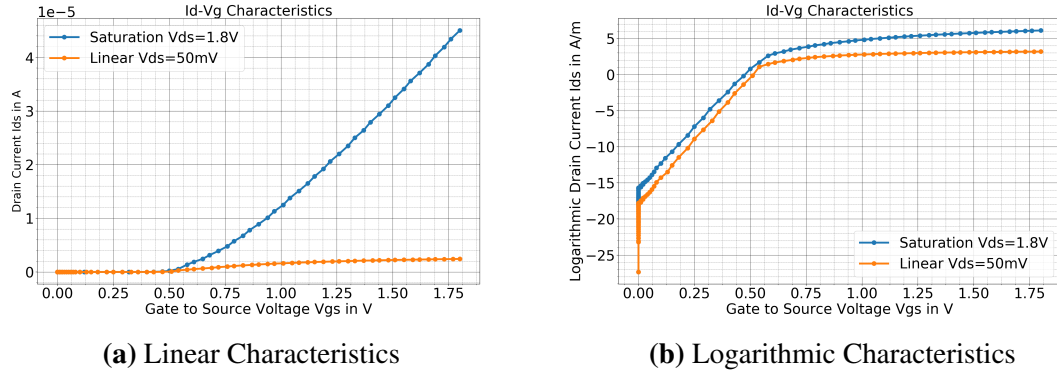 Id-Vg Characteristics
1e−5
Saturation Vds=1.8V
Linear Vds=50mV
Drain Current Ids in A
4
3
2
1
0
0.00 0.25 0.50 0.75 1.00 1.25 1.50 1.75
Gate to Source Voltage Vgs in V
(a) Linear Characteristics
Id-Vg Characteristics
Logarithmic Drain Current Ids in A/m
5
0
−5
−10
−15
−20
−25
Saturation Vds=1.8V
Linear Vds=50mV
0.00 0.25 0.50 0.75 1.00 1.25 1.50 1.75
Gate to Source Voltage Vgs in V
(b) Logarithmic Characteristics